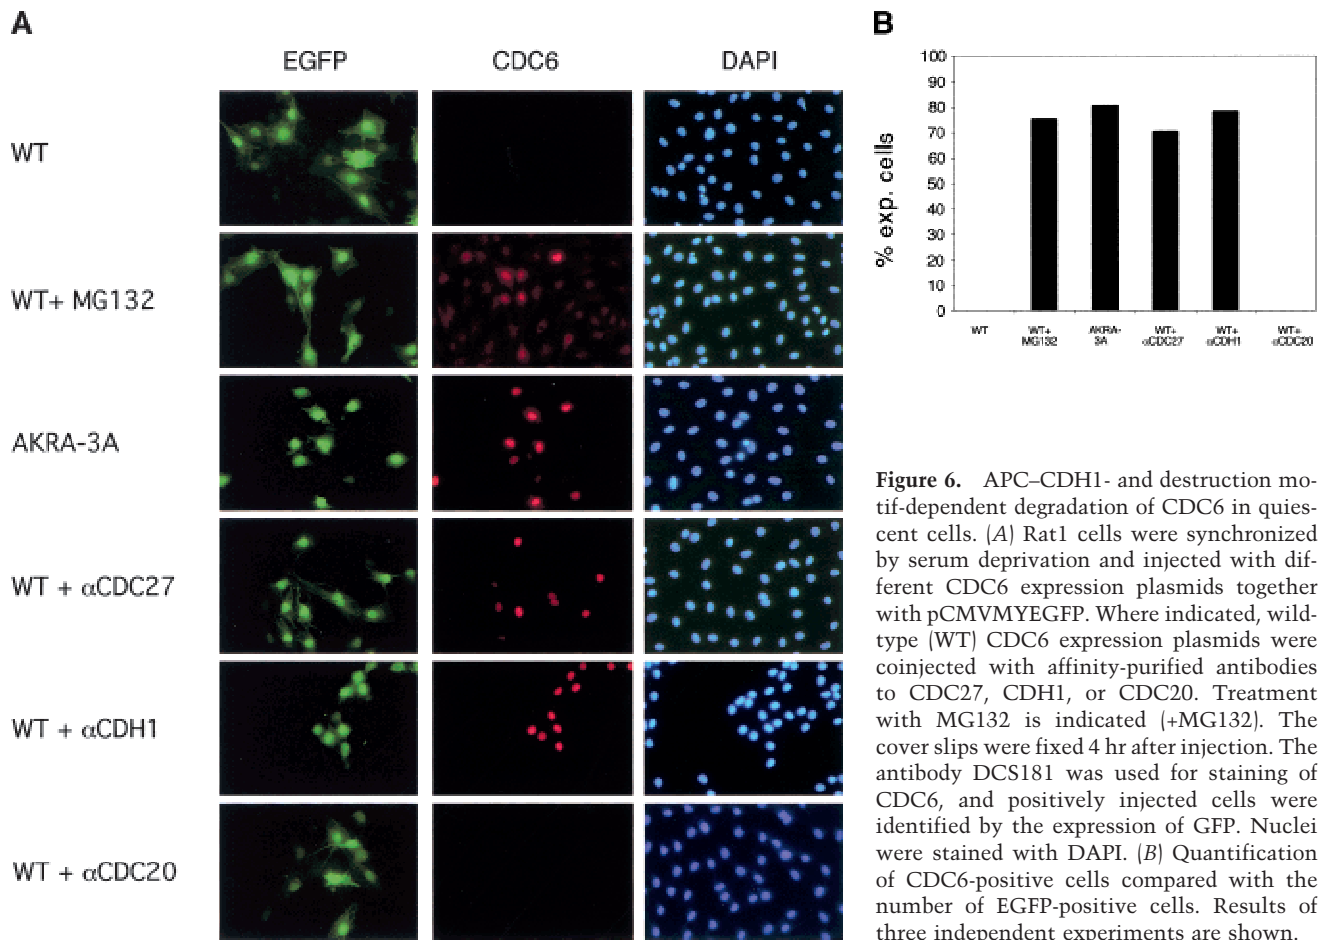 A
EGFP CDC6 DAPI
WT
WT+ MG132
AKRA-3A
WT + αCDC27
WT + αCDH1
WT + αCDC20
B
100
90
80
70
60
50
40
30
20
10
0
% exp. cells
WT WT+ AKRA- WT+ WT+ WT+
MG132 3A αCDC27 αCDH1 αCDC20
Figure 6. APC–CDH1- and destruction mo-
tif-dependent degradation of CDC6 in quies-
cent cells. (A) Rat1 cells were synchronized
by serum deprivation and injected with dif-
ferent CDC6 expression plasmids together
with pCMVMYEGFP. Where indicated, wild-
type (WT) CDC6 expression plasmids were
coinjected with affinity-purified antibodies
to CDC27, CDH1, or CDC20. Treatment
with MG132 is indicated (+MG132). The
cover slips were fixed 4 hr after injection. The
antibody DCS181 was used for staining of
CDC6, and positively injected cells were
identified by the expression of GFP. Nuclei
were stained with DAPI. (B) Quantification
of CDC6-positive cells compared with the
number of EGFP-positive cells. Results of
three independent experiments are shown.